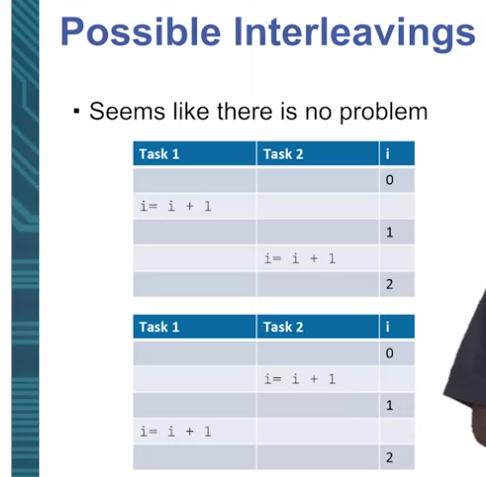 Possible Interleavings
▪ Seems like there is no problem
Task 1 Task 2 i
0
i= i + 1
1
i= i + 1
2
Task 1 Task 2 i
0
i= i + 1
1
i= i + 1
2